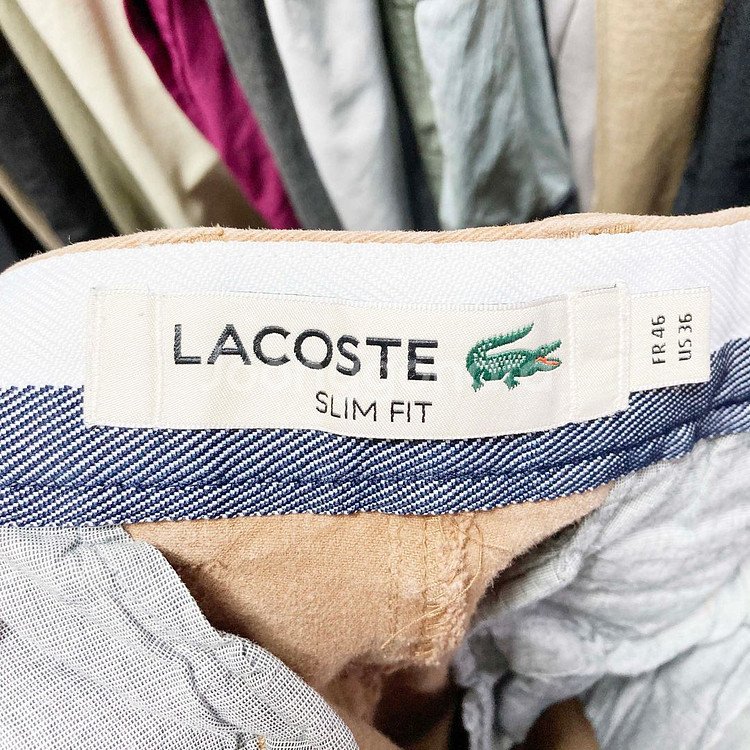 LACOSTE
SLIM FIT
FR 46
US 36